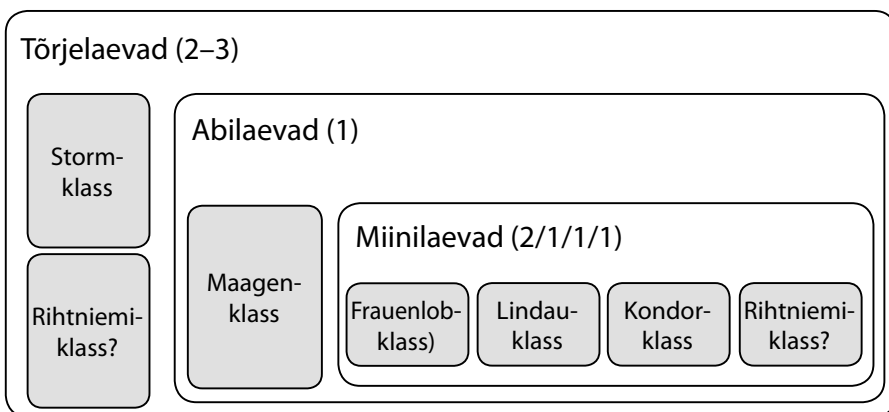 Tõrjelaevad (2–3)
Storm-
klass
Rihtniemi-
klass?
Abilaevad (1)
Maagen-
klass
Miinilaevad (2/1/1/1)
Frauenlob-
klass)
Lindau-
klass
Kondor-
klass
Rihtniemi-
klass?